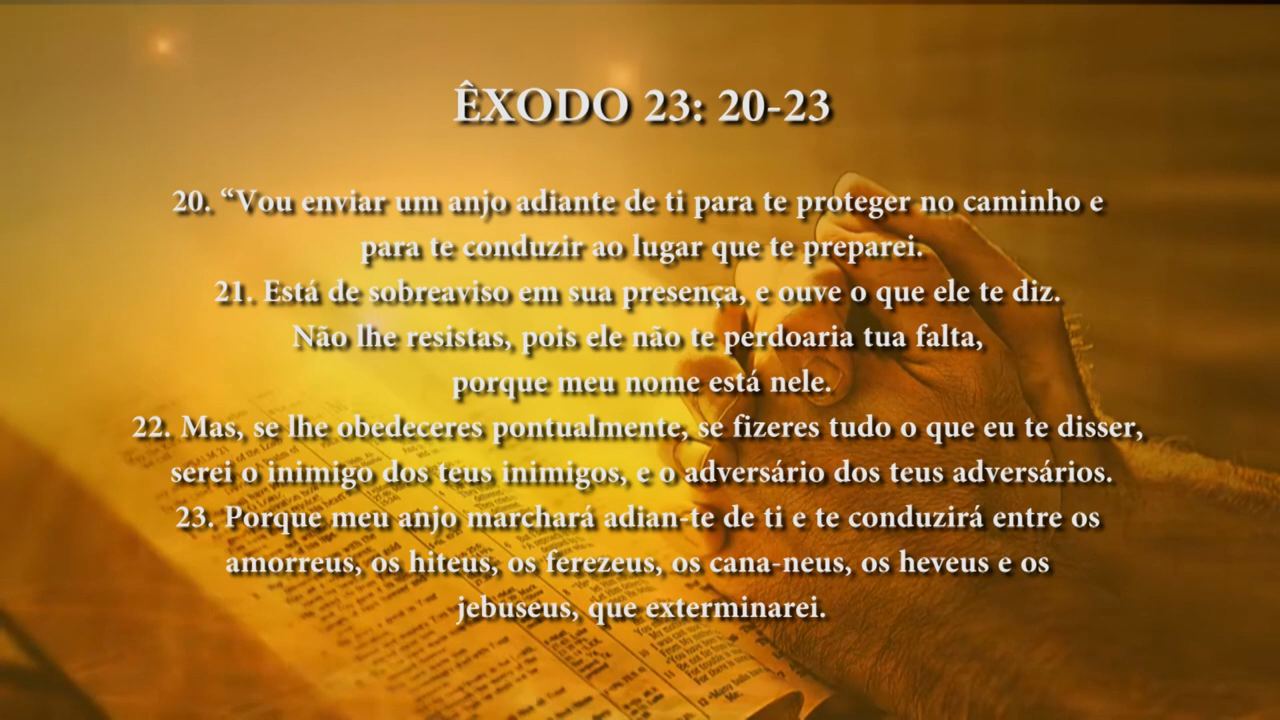 ÊXODO 23: 20-23
20. “Vou enviar um anjo adiante de ti para te proteger no caminho e
para te conduzir ao lugar que te preparei.
21. Está de sobreaviso em sua presença, e ouve o que ele te diz.
Não lhe resistas, pois ele não te perdoaria tua falta,
porque meu nome está nele.
22. Mas, se lhe obedeceres pontualmente, se fizeres tudo o que eu te disser,
serei o inimigo dos teus inimigos, e o adversário dos teus adversários.
23. Porque meu anjo marchará adian-te de ti e te conduzirá entre os
amorreus, os hiteus, os ferezeus, os cana-neus, os heveus e os
jebuseus, que exterminarei.